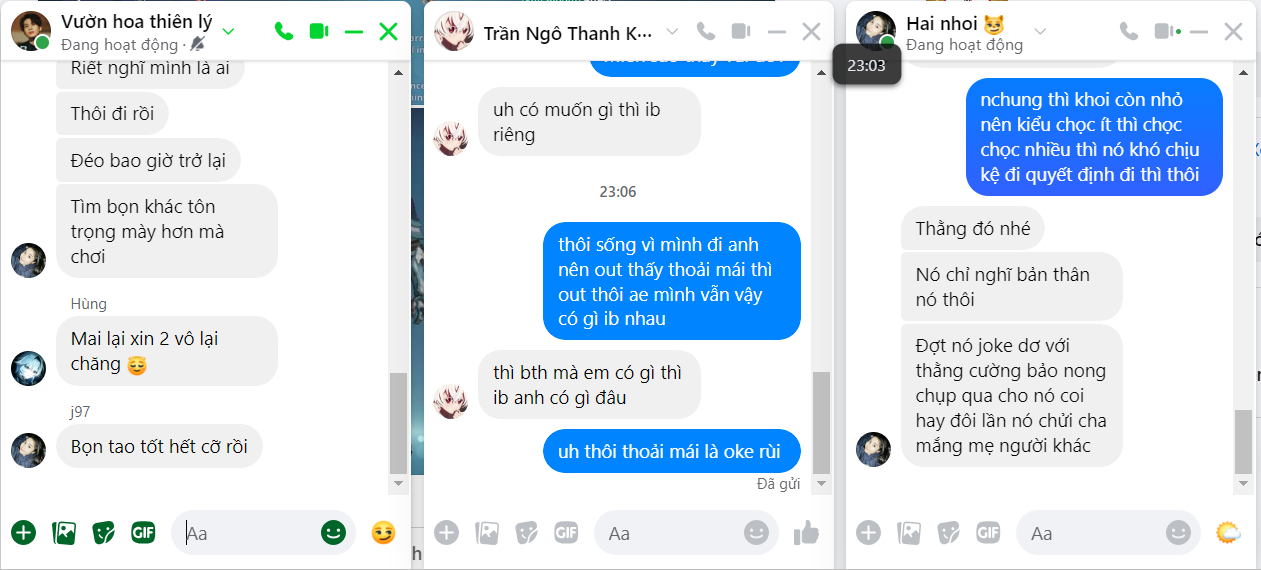 Vườn hoa thiên lý
Đang hoạt động ·
Riết nghĩ mình là ai
Thôi đi rồi
Đéo bao giờ trở lại
Tìm bọn khác tôn
trọng mày hơn mà
chơi
Hùng
Mai lại xin 2 vô lại
chăng 😇
j97
Bọn tao tốt hết cỡ rồi
GIF
Aa
Trần Ngô Thanh K...
uh có muốn gì thì ib
riêng
23:06
thôi sống vì mình đi anh
nên out thấy thoải mái thì
out thôi ae mình vẫn vậy
có gì ib nhau
thì bth mà em có gì thì
ib anh có gì đâu
uh thôi thoải mái là oke rùi
Đã gửi
GIF
Aa
Hai nhoi 😼
Đang hoạt động
23:03
nchung thì khoi còn nhỏ
nên kiểu chọc ít thì chọc
chọc nhiều thì nó khó chịu
kệ đi quyết định đi thì thôi
Thằng đó nhé
Nó chỉ nghĩ bản thân
nó thôi
Đợt nó joke dơ với
thằng cường bảo nong
chụp qua cho nó coi
hay đôi lần nó chửi cha
mắng mẹ người khác
GIF
Aa